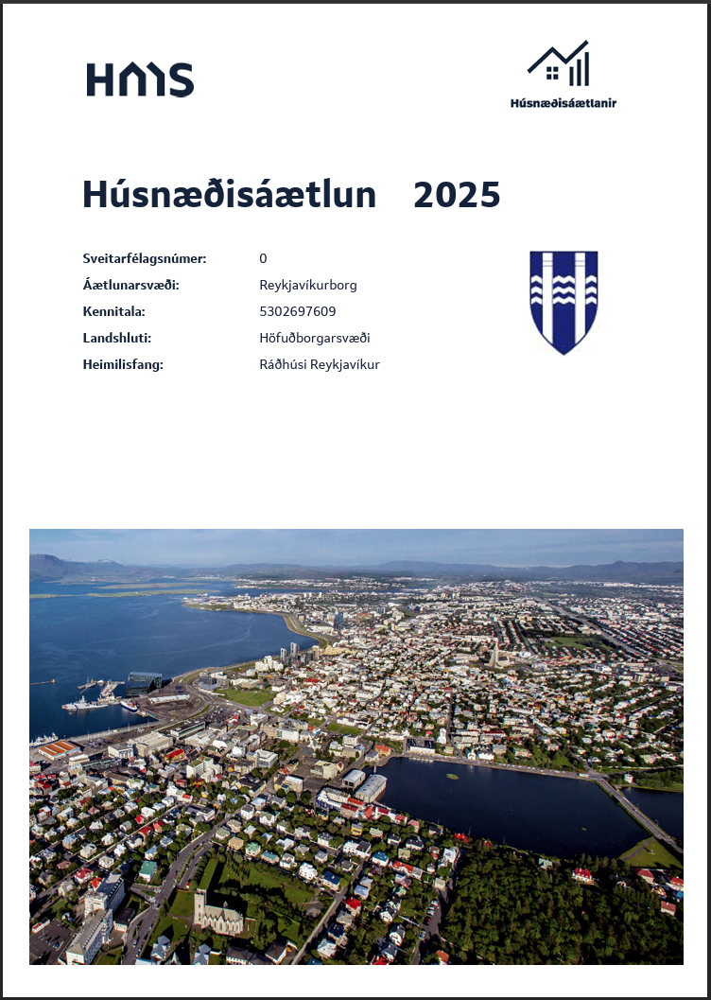 HMS
Húsnæðisáætlanir
Húsnæðisáætlun 2025
Sveitarfélagsnúmer: 0
Áætlunarsvæði: Reykjavíkurborg
Kennitala: 5302697609
Landshluti: Höfuðborgarsvæði
Heimilisfang: Ráðhúsi Reykjavíkur